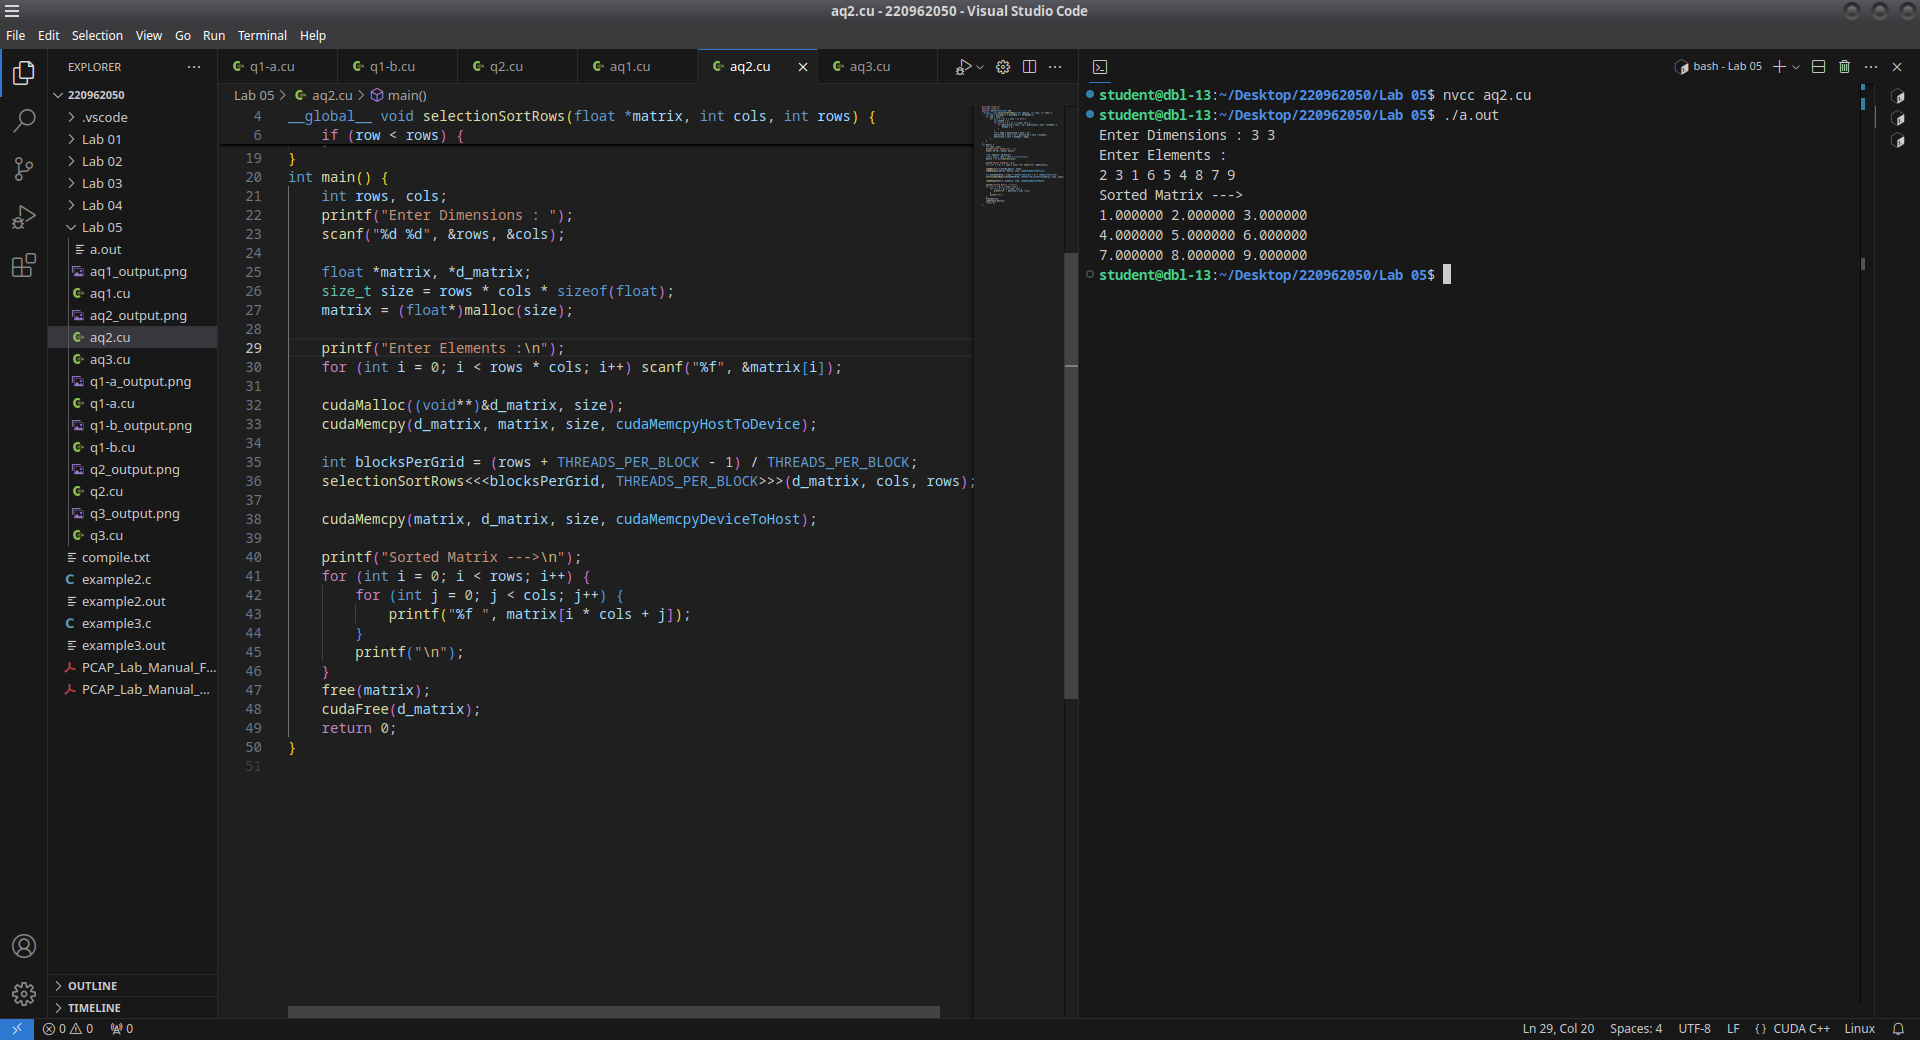 aq2.cu - 220962050 - Visual Studio Code
File Edit Selection View Go Run Terminal Help
EXPLORER
220962050
.vscode
Lab 01
Lab 02
Lab 03
Lab 04
Lab 05
a.out
aq1_output.png
aq1.cu
aq2_output.png
aq2.cu
aq3.cu
q1-a_output.png
q1-a.cu
q1-b_output.png
q1-b.cu
q2_output.png
q2.cu
q3_output.png
q3.cu
compile.txt
example2.c
example2.out
example3.c
example3.out
PCAP_Lab_Manual_F...
PCAP_Lab_Manual_...
OUTLINE
TIMELINE
q1-a.cu q1-b.cu q2.cu aq1.cu aq2.cu aq3.cu
Lab 05 > aq2.cu > main()
4 __global__ void selectionSortRows(float *matrix, int cols, int rows) {
6     if (row < rows) {
19 }
20 int main() {
21     int rows, cols;
22     printf("Enter Dimensions : ");
23     scanf("%d %d", &rows, &cols);
24
25     float *matrix, *d_matrix;
26     size_t size = rows * cols * sizeof(float);
27     matrix = (float*)malloc(size);
28
29     printf("Enter Elements :\n");
30     for (int i = 0; i < rows * cols; i++) scanf("%f", &matrix[i]);
31
32     cudaMalloc((void**)&d_matrix, size);
33     cudaMemcpy(d_matrix, matrix, size, cudaMemcpyHostToDevice);
34
35     int blocksPerGrid = (rows + THREADS_PER_BLOCK - 1) / THREADS_PER_BLOCK;
36     selectionSortRows<<<blocksPerGrid, THREADS_PER_BLOCK>>>(d_matrix, cols, rows);
37
38     cudaMemcpy(matrix, d_matrix, size, cudaMemcpyDeviceToHost);
39
40     printf("Sorted Matrix --->\n");
41     for (int i = 0; i < rows; i++) {
42         for (int j = 0; j < cols; j++) {
43             printf("%f ", matrix[i * cols + j]);
44         }
45         printf("\n");
46     }
47     free(matrix);
48     cudaFree(d_matrix);
49     return 0;
50 }
51
bash - Lab 05
student@dbl-13:~/Desktop/220962050/Lab 05$ nvcc aq2.cu
student@dbl-13:~/Desktop/220962050/Lab 05$ ./a.out
Enter Dimensions : 3 3
Enter Elements :
2 3 1 6 5 4 8 7 9
Sorted Matrix --->
1.000000 2.000000 3.000000
4.000000 5.000000 6.000000
7.000000 8.000000 9.000000
student@dbl-13:~/Desktop/220962050/Lab 05$
0 0 0
Ln 29, Col 20 Spaces: 4 UTF-8 LF {} CUDA C++ Linux